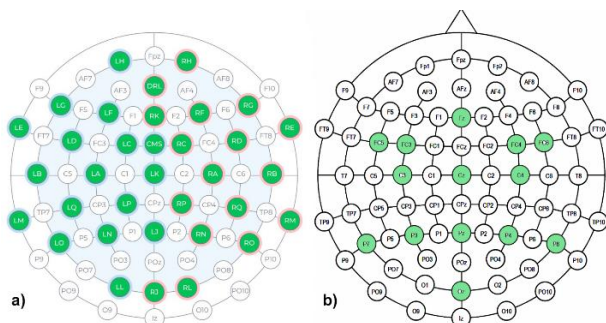 a)
LH Fpz RH
AF7 AF8
F9 DRL F10
LG AF3 AF4 RG
F5 LF F1 RK RF F6
LE RE
FT7 LD FC3 LC CMS RC FC4 RD FT8
LB C5 LA C1 LK RA C6 RB
LM TP7 LQ CP3 LP CPz RP CP4 RQ TP8 RM
LO LN P1 LJ P2 RN P6 RO
P9 P10
PO7 PO3 POz PO4 PO8
PO9 LL RJ RL PO10
O9 Iz O10
b)
Fpz
Fp1 Fp2
AF7 AF8
AF3 AFz AF4
F9 F10
F7 F5 F3 F1 Fz F2 F4 F6 F8
FT9 FT7 FC5 FC3 FC1 FCz FC2 FC4 FC6 FT8 FT10
T7 C5 C3 C1 Cz C2 C4 C6 T8
TP9 TP7 CP5 CP3 CP1 CPz CP2 CP4 CP6 TP8 TP10
P7 P5 P3 P1 Pz P2 P4 P6 P8
P9 P10
PO7 PO3 POz PO4 PO8
PO9 O1 Oz O2 PO10
O9 Iz O10